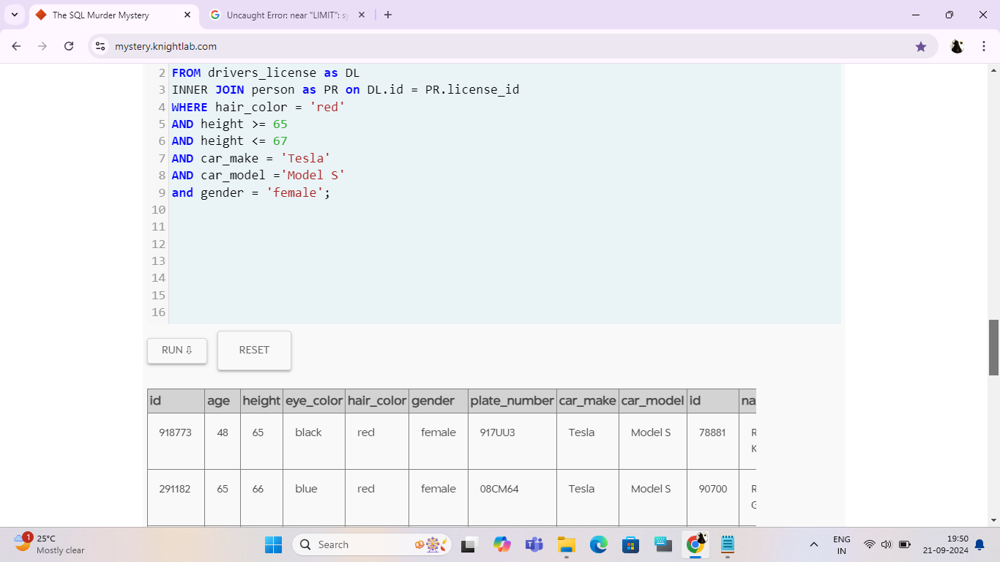 The SQL Murder Mystery
Uncaught Error: near "LIMIT": sy
mystery.knightlab.com
2 FROM drivers_license as DL
3 INNER JOIN person as PR on DL.id = PR.license_id
4 WHERE hair_color = 'red'
5 AND height >= 65
6 AND height <= 67
7 AND car_make = 'Tesla'
8 AND car_model ='Model S'
9 and gender = 'female';
10
11
12
13
14
15
16
RUN ⇩ RESET
id age height eye_color hair_color gender plate_number car_make car_model id na
918773 48 65 black red female 917UU3 Tesla Model S 78881 R
K
291182 65 66 blue red female 08CM64 Tesla Model S 90700 R
G
1
25°C
Mostly clear
Search
ENG
IN
19:50
21-09-2024